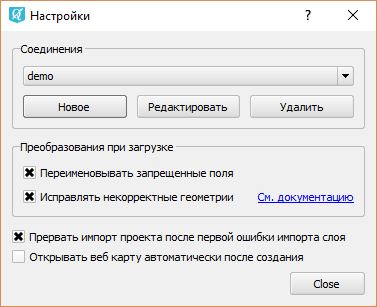 Настройки
Соединения
demo
Новое Редактировать Удалить
Преобразования при загрузке
Переименовывать запрещенные поля
Исправлять некорректные геометрии См. документацию
Прервать импорт проекта после первой ошибки импорта слоя
Открывать веб карту автоматически после создания
Close